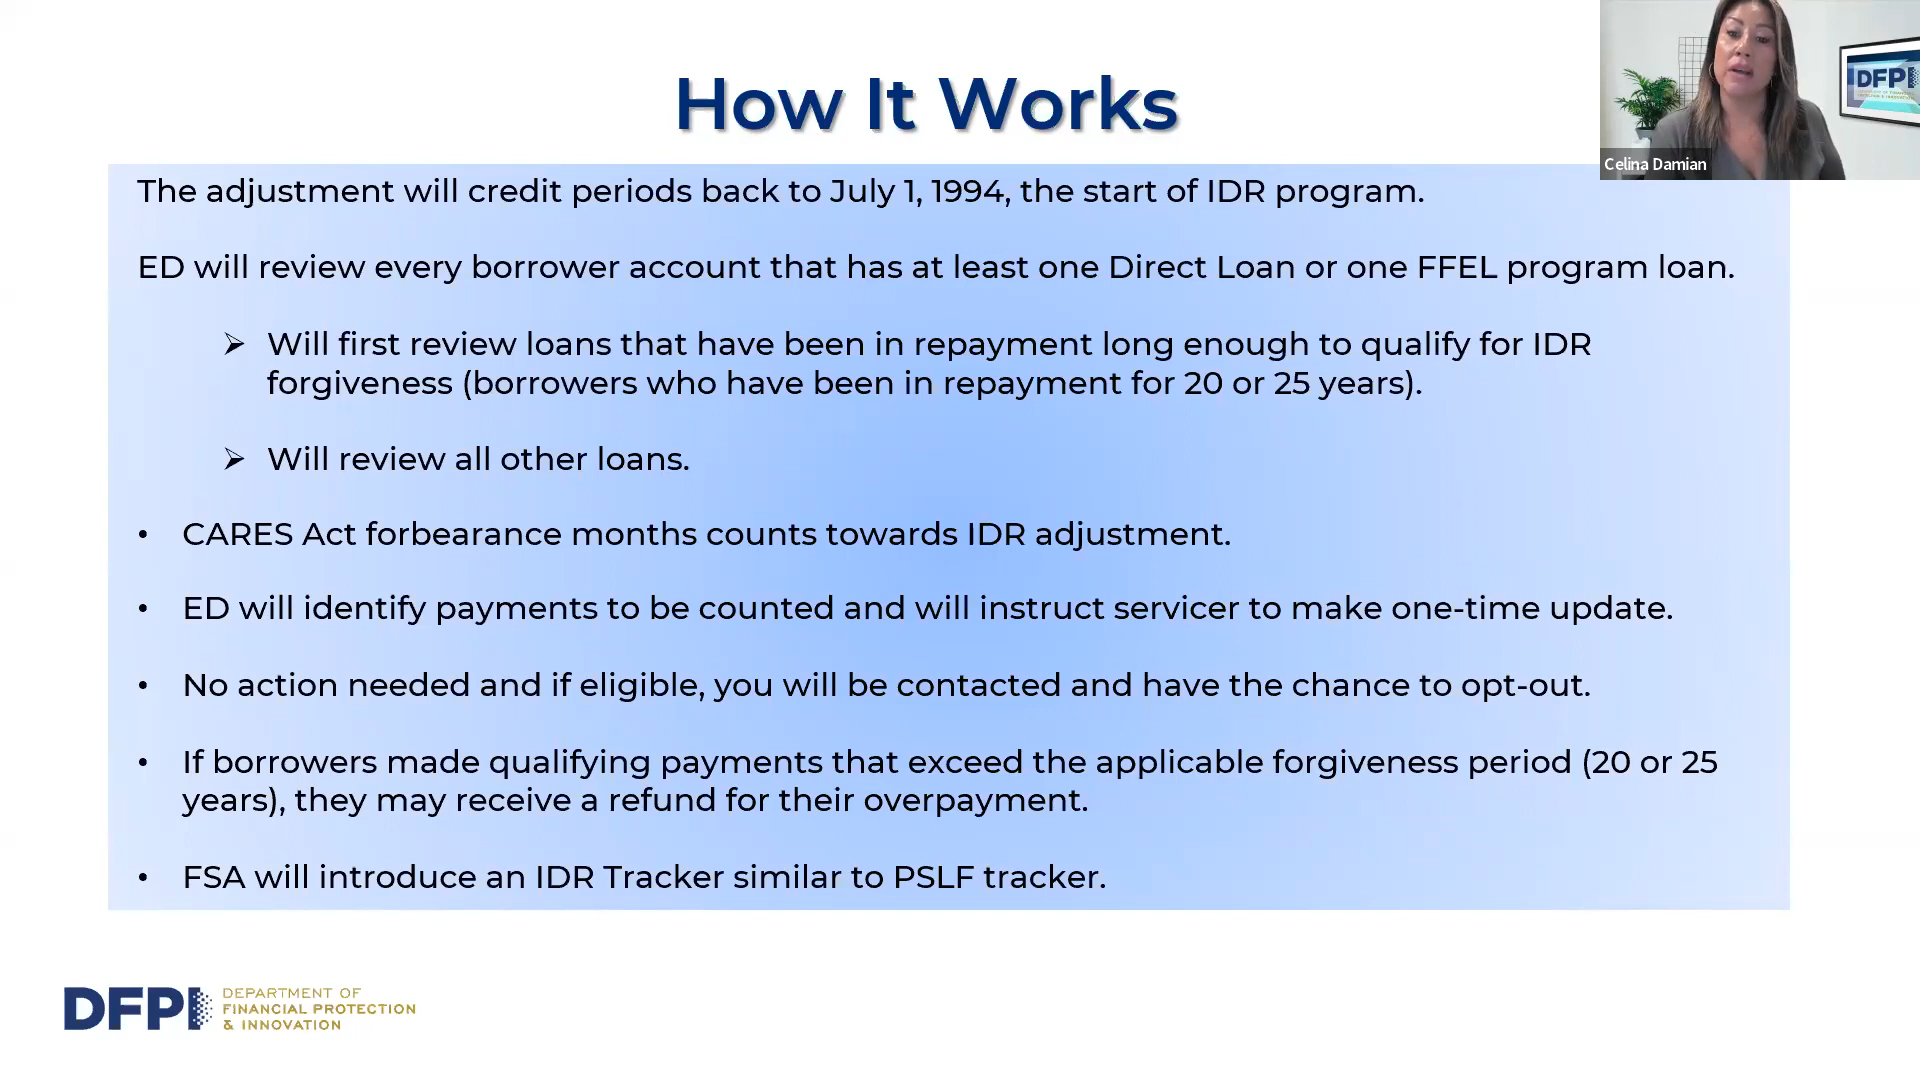 How It Works
DFPI
Celina Damian
The adjustment will credit periods back to July 1, 1994, the start of IDR program.
ED will review every borrower account that has at least one Direct Loan or one FFEL program loan.
➢ Will first review loans that have been in repayment long enough to qualify for IDR
forgiveness (borrowers who have been in repayment for 20 or 25 years).
➢ Will review all other loans.
• CARES Act forbearance months counts towards IDR adjustment.
• ED will identify payments to be counted and will instruct servicer to make one-time update.
• No action needed and if eligible, you will be contacted and have the chance to opt-out.
• If borrowers made qualifying payments that exceed the applicable forgiveness period (20 or 25
years), they may receive a refund for their overpayment.
• FSA will introduce an IDR Tracker similar to PSLF tracker.
DFPI
DEPARTMENT OF
FINANCIAL PROTECTION
& INNOVATION